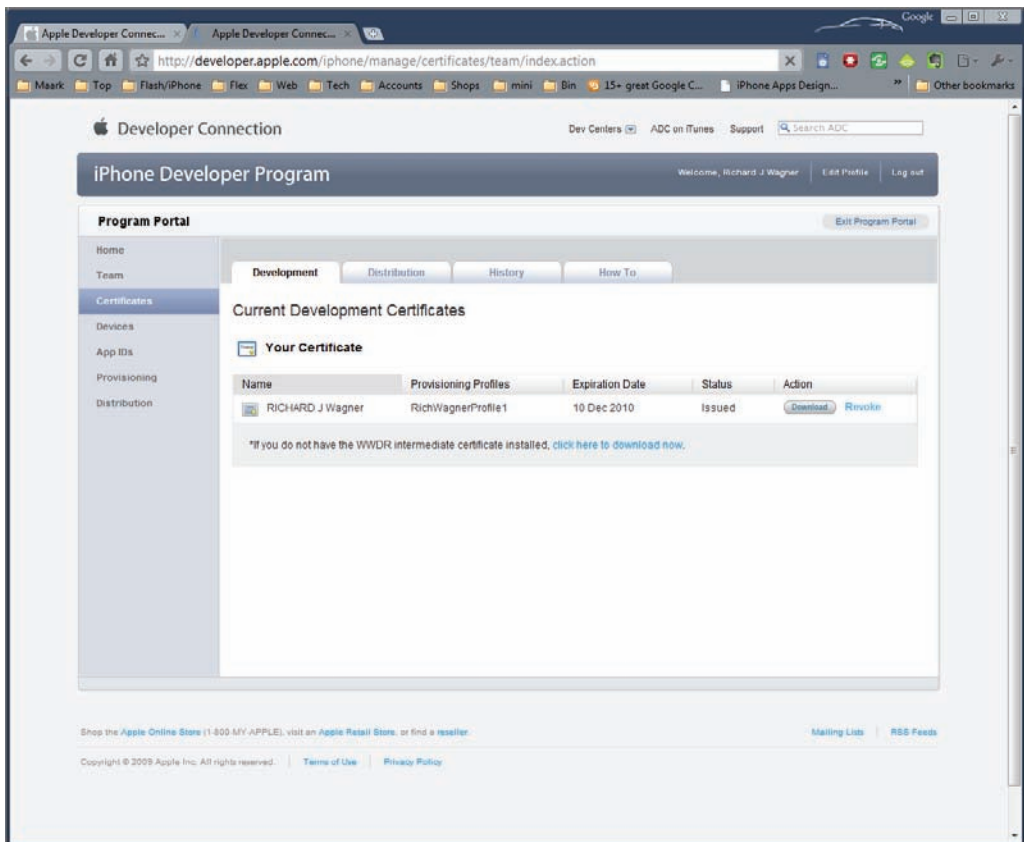 Google
Apple Developer Connec... Apple Developer Connec...
http://developer.apple.com/iphone/manage/certificates/team/index.action
Maark Top Flash/iPhone Flex Web Tech Accounts Shops mini Bin 15+ great Google C... iPhone Apps Design... » Other bookmarks
Developer Connection Dev Centers ADC on iTunes Support Search ADC
iPhone Developer Program Welcome, Richard J Wagner Edit Profile Log out
Program Portal Exit Program Portal
Home
Team
Certificates
Devices
App IDs
Provisioning
Distribution
Development Distribution History How To
Current Development Certificates
Your Certificate
Name Provisioning Profiles Expiration Date Status Action
RICHARD J Wagner RichWagnerProfile1 10 Dec 2010 Issued Download Revoke
*If you do not have the WWDR intermediate certificate installed, click here to download now.
Shop the Apple Online Store (1-800-MY-APPLE), visit an Apple Retail Store, or find a reseller. Mailing Lists RSS Feeds
Copyright © 2009 Apple Inc. All rights reserved. Terms of Use Privacy Policy